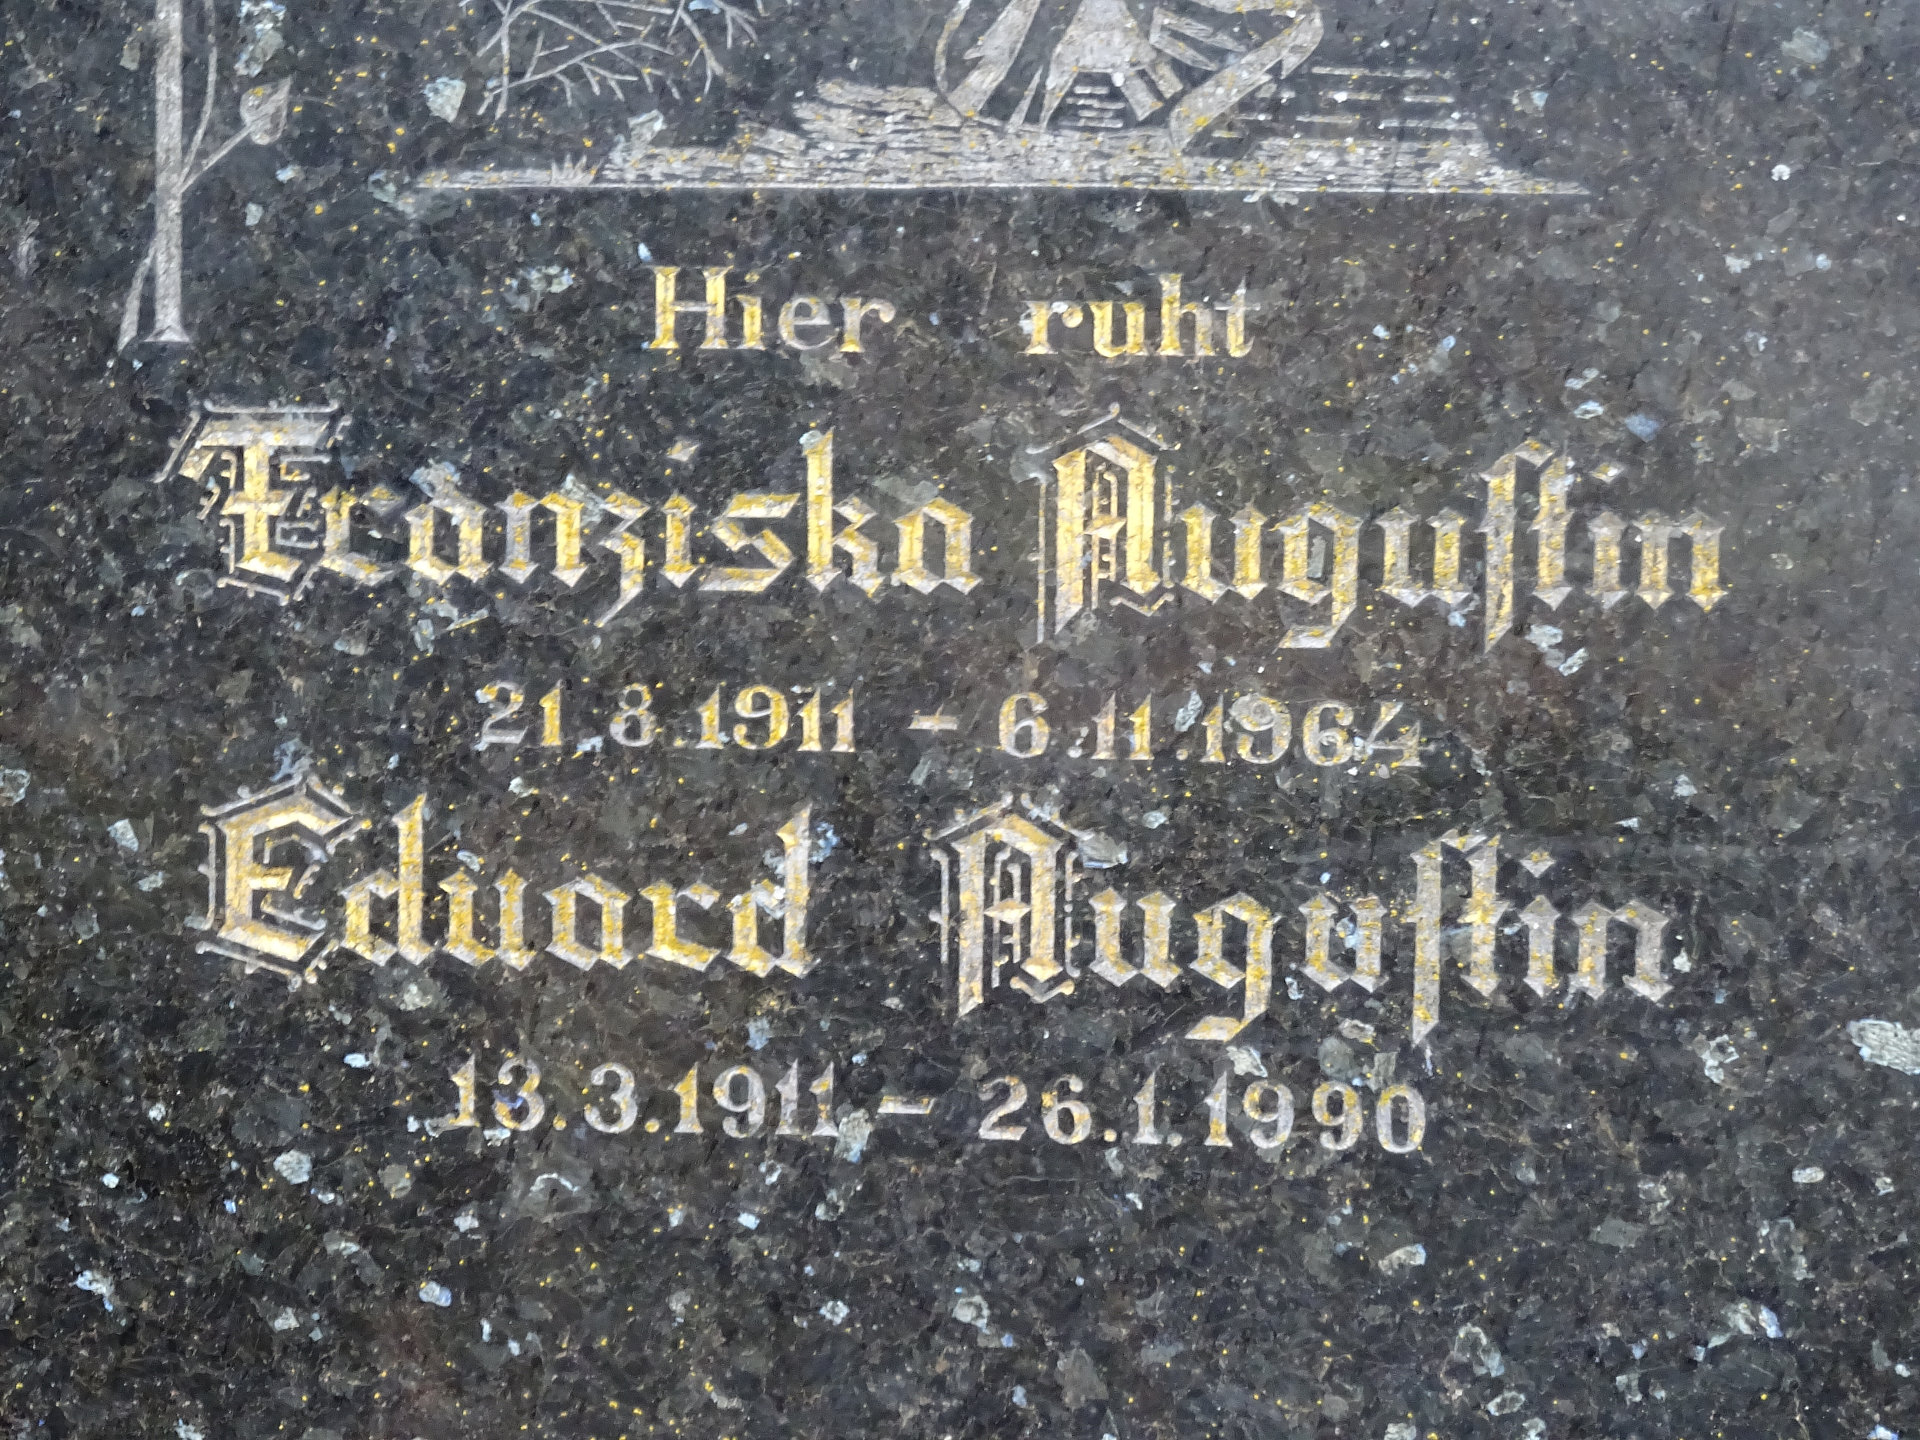 Hier ruht
Franziska Auguſtin
21.8.1911 - 6.11.1964
Eduard Auguſtin
13.3.1911 - 26.1.1990